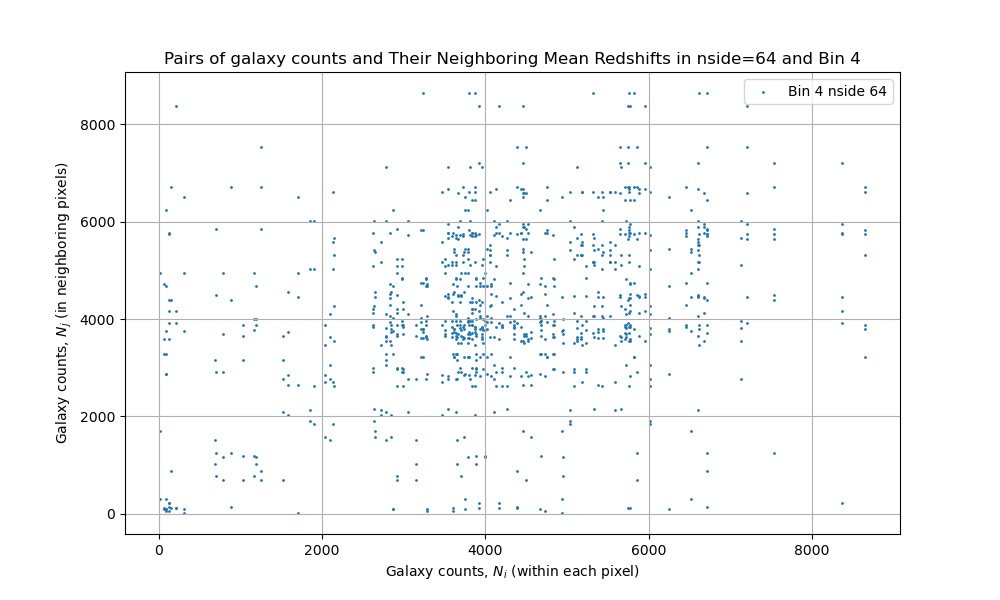 Pairs of galaxy counts and Their Neighboring Mean Redshifts in nside=64 and Bin 4
Bin 4 nside 64
8000
6000
4000
2000
0
Galaxy counts, N_j (in neighboring pixels)
0 2000 4000 6000 8000
Galaxy counts, N_i (within each pixel)